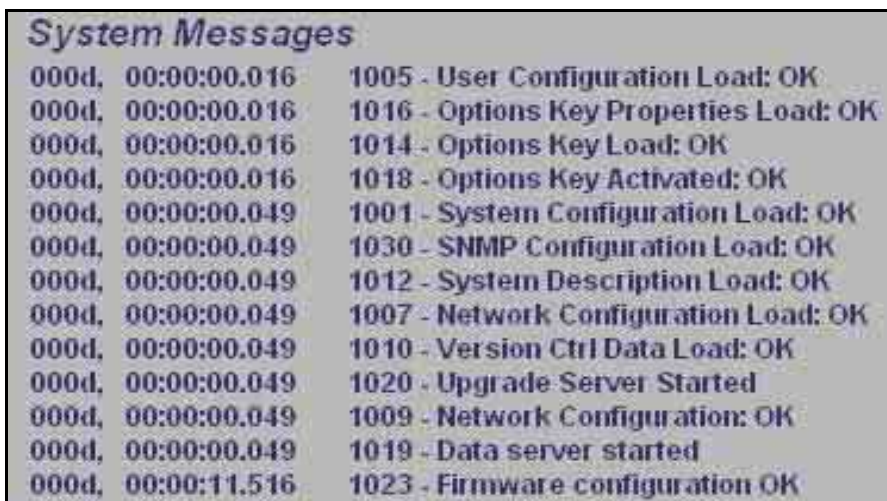 System Messages
000d, 00:00:00.016 1005 - User Configuration Load: OK
000d, 00:00:00.016 1016 - Options Key Properties Load: OK
000d, 00:00:00.016 1014 - Options Key Load: OK
000d, 00:00:00.016 1018 - Options Key Activated: OK
000d, 00:00:00.049 1001 - System Configuration Load: OK
000d, 00:00:00.049 1030 - SNMP Configuration Load: OK
000d, 00:00:00.049 1012 - System Description Load: OK
000d, 00:00:00.049 1007 - Network Configuration Load: OK
000d, 00:00:00.049 1010 - Version Ctrl Data Load: OK
000d, 00:00:00.049 1020 - Upgrade Server Started
000d, 00:00:00.049 1009 - Network Configuration: OK
000d, 00:00:00.049 1019 - Data server started
000d, 00:00:11.516 1023 - Firmware configuration OK